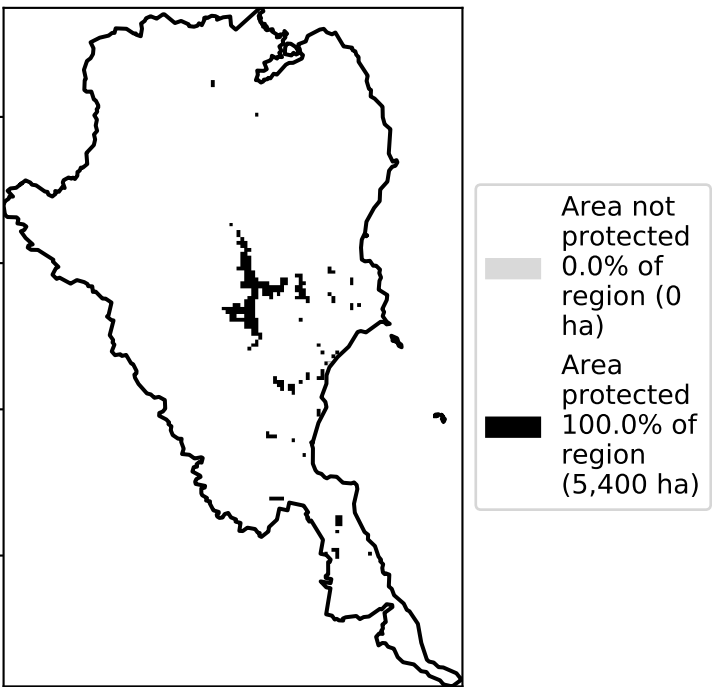 Area not
protected
0.0% of
region (0
ha)
Area
protected
100.0% of
region
(5,400 ha)